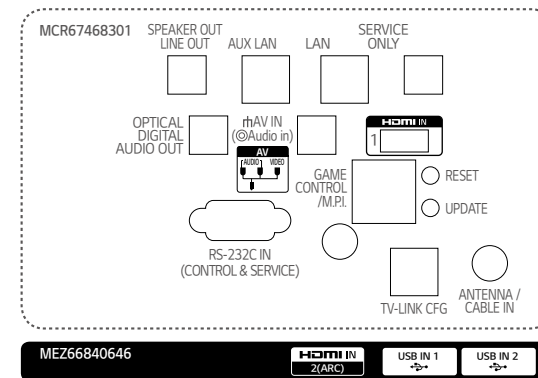 MCR67468301
SPEAKER OUT
LINE OUT
AUX LAN
LAN
SERVICE
ONLY
OPTICAL
DIGITAL
AUDIO OUT
AV IN
(◎Audio in)
AV
AUDIO
VIDEO
HDMI IN
1
GAME
CONTROL
/M.P.I.
RESET
UPDATE
RS-232C IN
(CONTROL & SERVICE)
TV-LINK CFG
ANTENNA /
CABLE IN
MEZ66840646
HDMI IN
2(ARC)
USB IN 1
USB IN 2